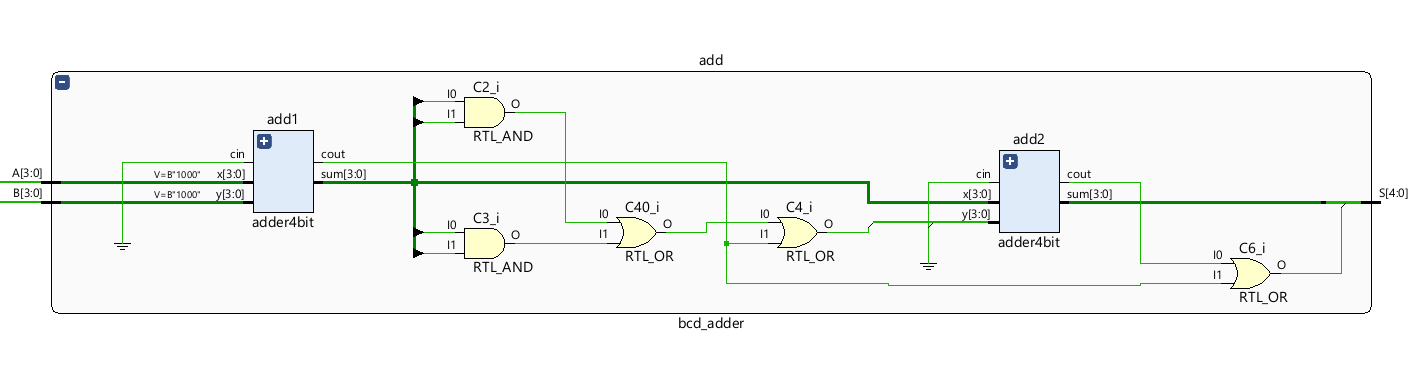 add
C2_i
I0
O
I1
RTL_AND
add1
cin
cout
A[3:0]
V=B"1000"
x[3:0]
sum[3:0]
B[3:0]
V=B"1000"
y[3:0]
adder4bit
C3_i
I0
O
I1
RTL_AND
C40_i
I0
O
I1
RTL_OR
C4_i
I0
O
I1
RTL_OR
add2
cin
cout
x[3:0]
sum[3:0]
y[3:0]
adder4bit
S[4:0]
C6_i
I0
O
I1
RTL_OR
bcd_adder